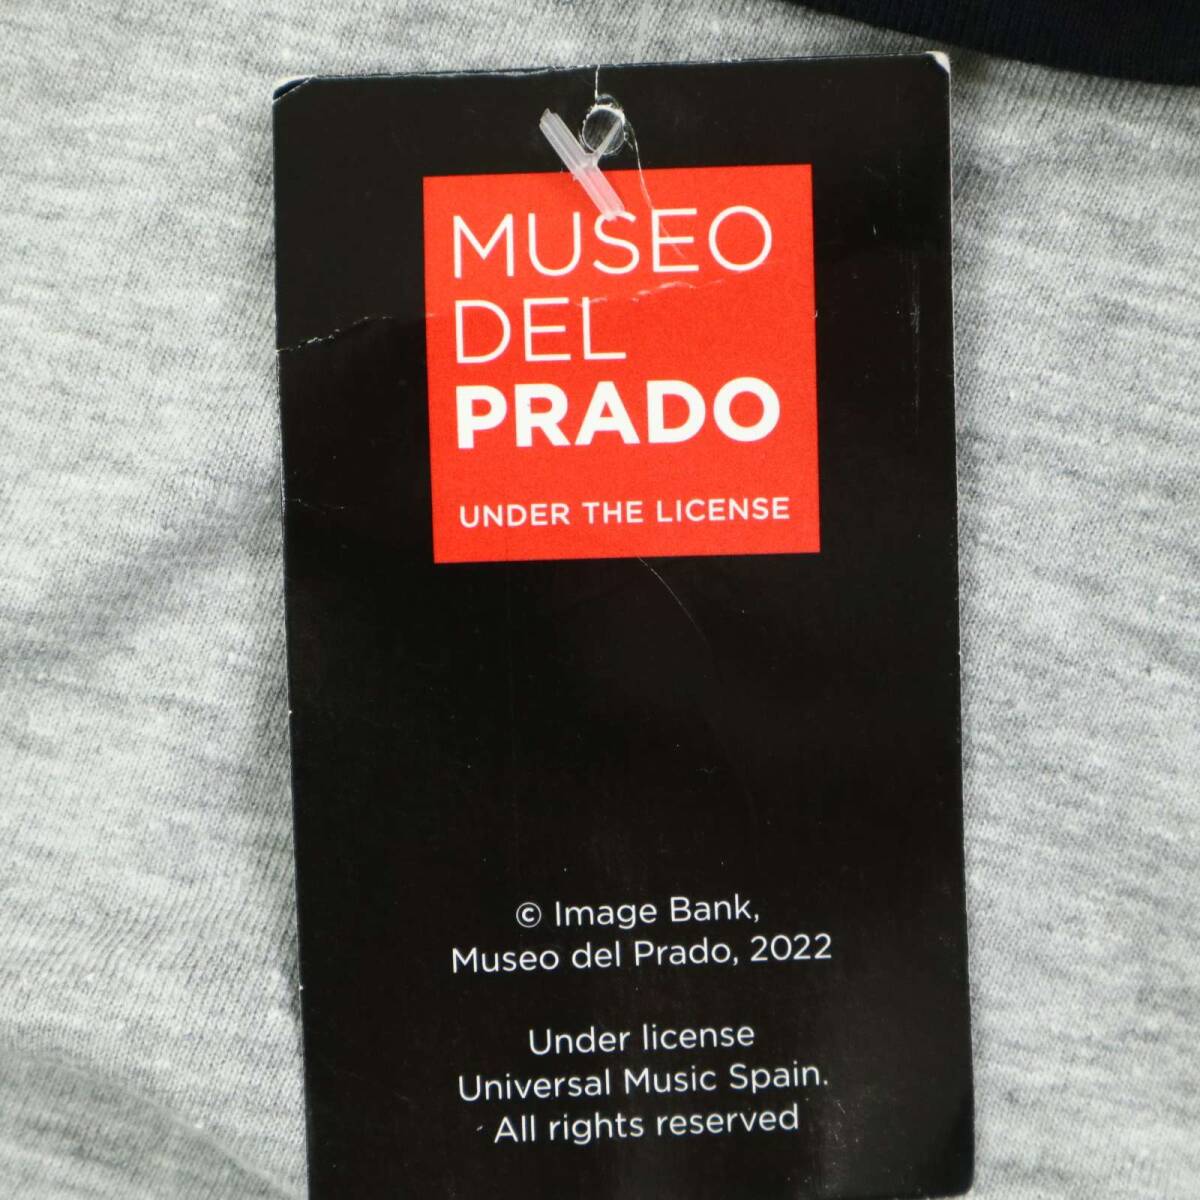 MUSEO
DEL
PRADO
UNDER THE LICENSE
© Image Bank,
Museo del Prado, 2022
Under license
Universal Music Spain.
All rights reserved